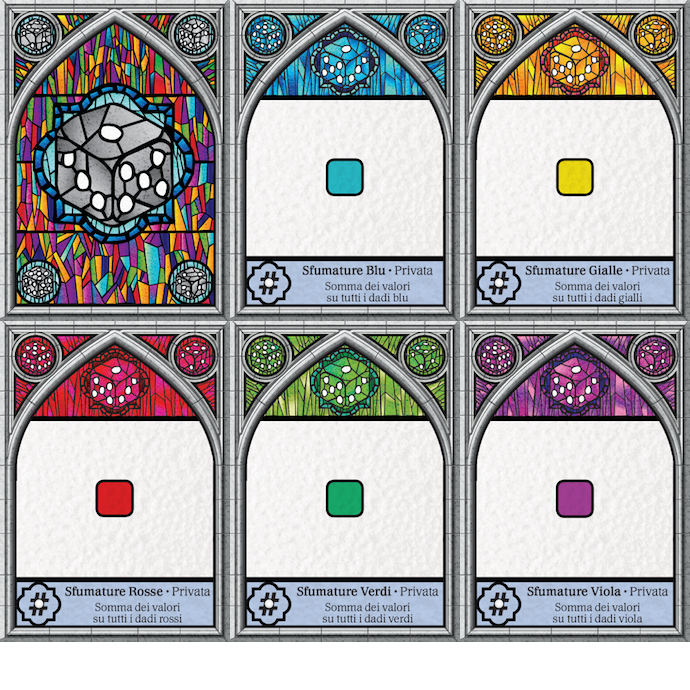 Sfumature Blu • Privata
#
Somma dei valori
su tutti i dadi blu
Sfumature Gialle • Privata
#
Somma dei valori
su tutti i dadi gialli
Sfumature Rosse • Privata
#
Somma dei valori
su tutti i dadi rossi
Sfumature Verdi • Privata
#
Somma dei valori
su tutti i dadi verdi
Sfumature Viola • Privata
#
Somma dei valori
su tutti i dadi viola